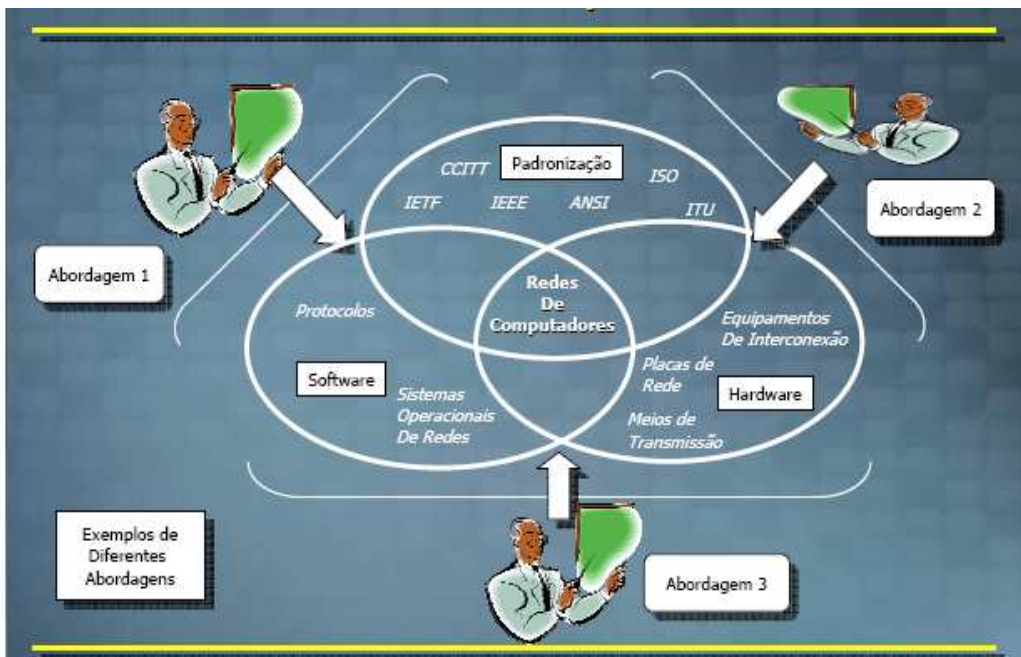 CCITT
Padronização
ISO
IETF
IEEE
ANSI
ITU
Abordagem 2
Abordagem 1
Redes
De
Computadores
Protocolos
Equipamentos
De Interconexão
Software
Placas de
Rede
Hardware
Sistemas
Operacionais
De Redes
Meios de
Transmissão
Exemplos de
Diferentes
Abordagens
Abordagem 3